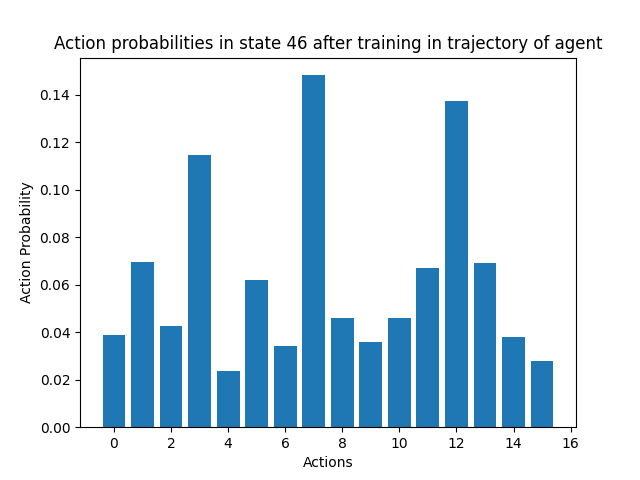 Action probabilities in state 46 after training in trajectory of agent
0.14
0.12
0.10
0.08
0.06
0.04
0.02
0.00
Action Probability
0 2 4 6 8 10 12 14 16
Actions